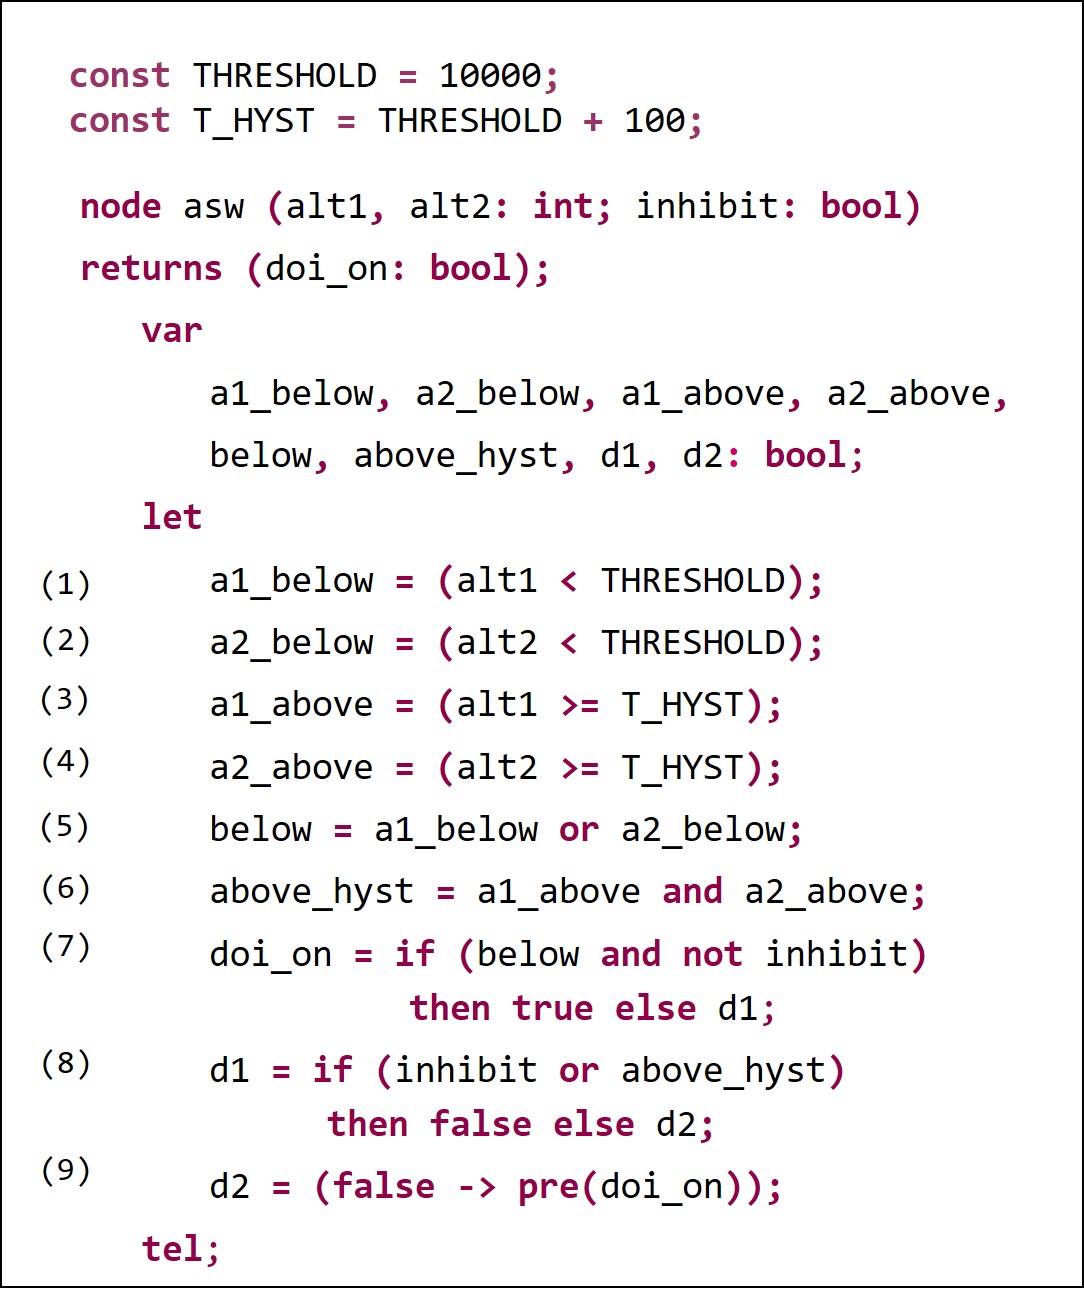 const THRESHOLD = 10000;
const T_HYST = THRESHOLD + 100;
node asw (alt1, alt2: int; inhibit: bool)
returns (doi_on: bool);
var
a1_below, a2_below, a1_above, a2_above,
below, above_hyst, d1, d2: bool;
let
(1) a1_below = (alt1 < THRESHOLD);
(2) a2_below = (alt2 < THRESHOLD);
(3) a1_above = (alt1 >= T_HYST);
(4) a2_above = (alt2 >= T_HYST);
(5) below = a1_below or a2_below;
(6) above_hyst = a1_above and a2_above;
(7) doi_on = if (below and not inhibit)
then true else d1;
(8) d1 = if (inhibit or above_hyst)
then false else d2;
(9) d2 = (false -> pre(doi_on));
tel;